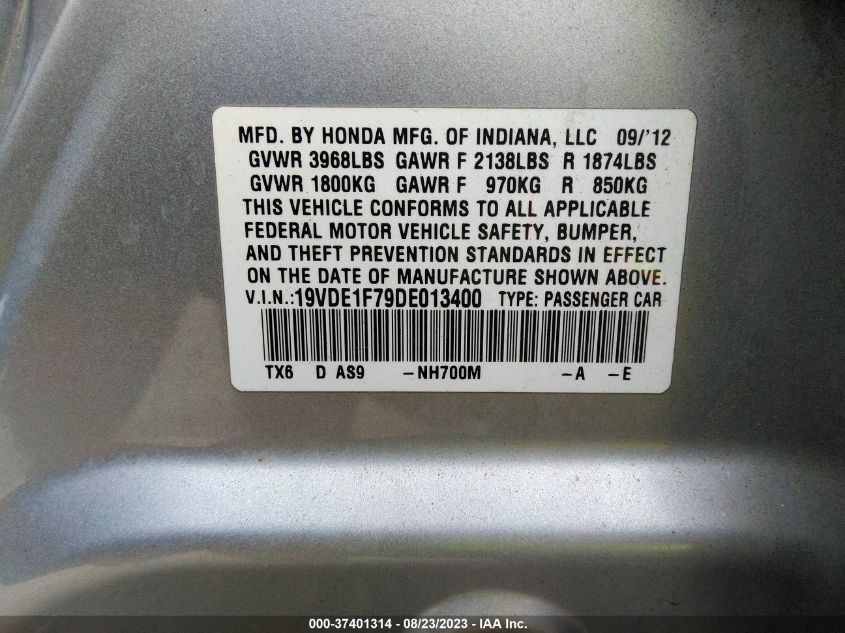 MFD. BY HONDA MFG. OF INDIANA, LLC 09/'12
GVWR 3968LBS GAWR F 2138LBS R 1874LBS
GVWR 1800KG GAWR F 970KG R 850KG
THIS VEHICLE CONFORMS TO ALL APPLICABLE
FEDERAL MOTOR VEHICLE SAFETY, BUMPER,
AND THEFT PREVENTION STANDARDS IN EFFECT
ON THE DATE OF MANUFACTURE SHOWN ABOVE.
V.I.N.:19VDE1F79DE013400 TYPE: PASSENGER CAR
TX6 D AS9 -NH700M -A -E
000-37401314 - 08/23/2023 - IAA Inc.